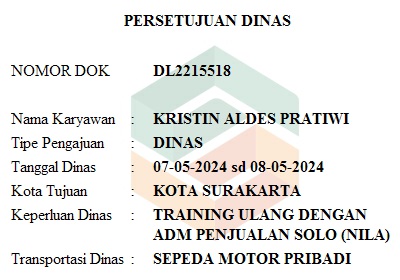 PERSETUJUAN DINAS
NOMOR DOK DL2215518
Nama Karyawan : KRISTIN ALDES PRATIWI
Tipe Pengajuan : DINAS
Tanggal Dinas : 07-05-2024 sd 08-05-2024
Kota Tujuan : KOTA SURAKARTA
Keperluan Dinas : TRAINING ULANG DENGAN
ADM PENJUALAN SOLO (NILA)
Transportasi Dinas : SEPEDA MOTOR PRIBADI